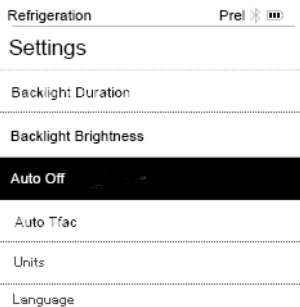 Refrigeration Prel
Settings
Backlight Duration
Backlight Brightness
Auto Off
Auto Tfac
Units
Language